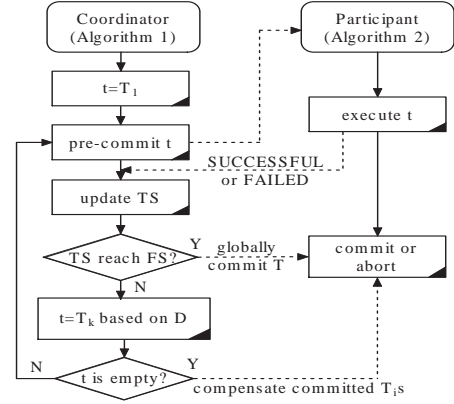 Coordinator
(Algorithm 1)
Participant
(Algorithm 2)
t=T₁
execute t
pre-commit t
SUCCESSFUL
or FAILED
update TS
TS reach FS?
Y
globally
commit T
commit or
abort
N
t=Tₖ based on D
N
t is empty?
Y
compensate committed Tᵢs